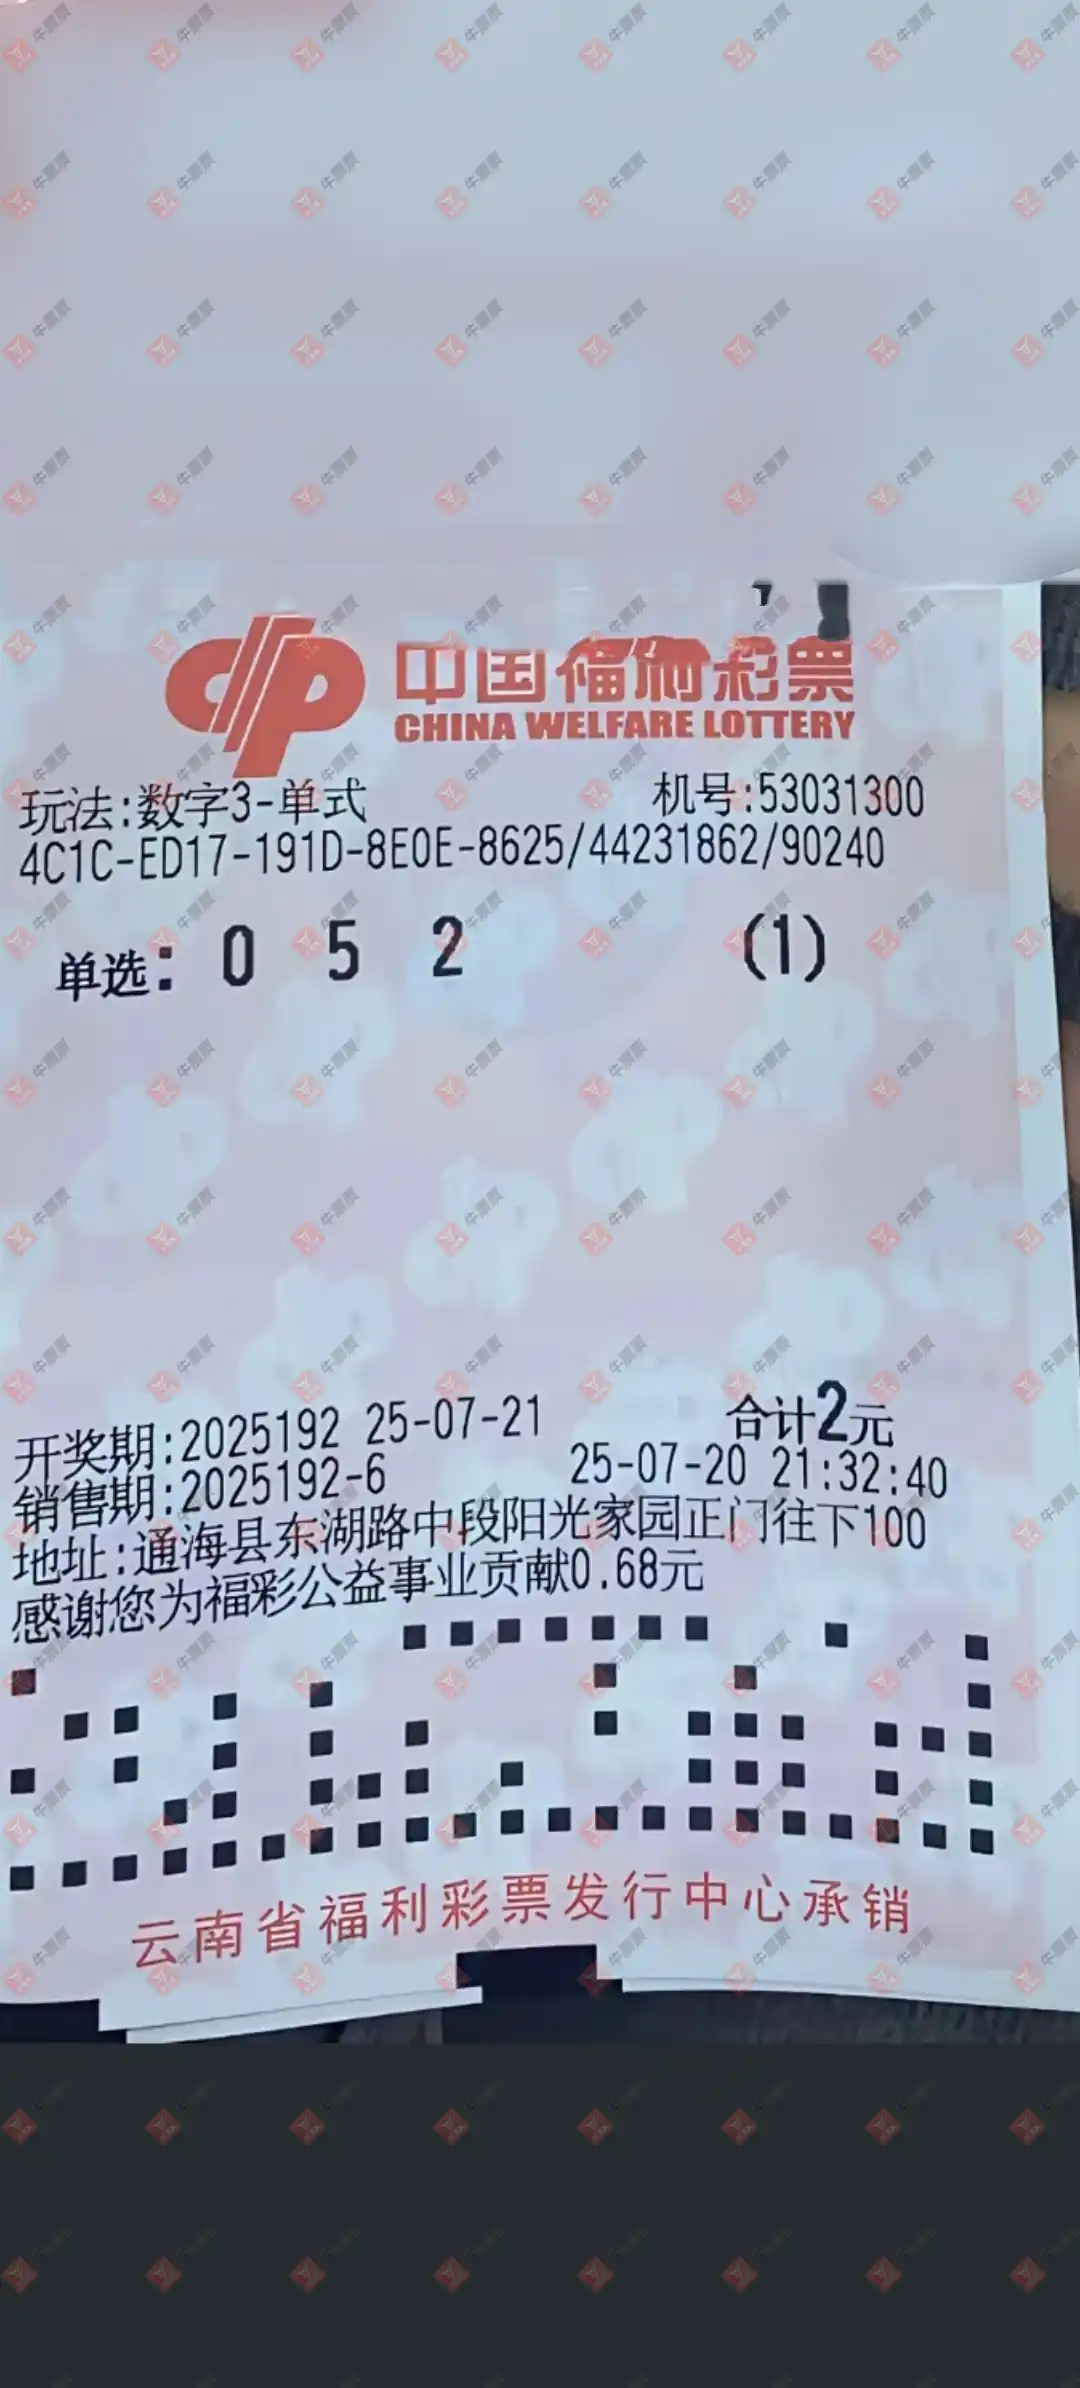 中国福利彩票
CHINA WELFARE LOTTERY
玩法:数字3-单式 机号:53031300
4C1C-ED17-191D-8E0E-8625/44231862/90240
单选: 0 5 2 (1)
开奖期:2025192 25-07-21 合计2元
销售期:2025192-6 25-07-20 21:32:40
地址:通海县东湖路中段阳光家园正门往下100
感谢您为福彩公益事业贡献0.68元
云南省福利彩票发行中心承销